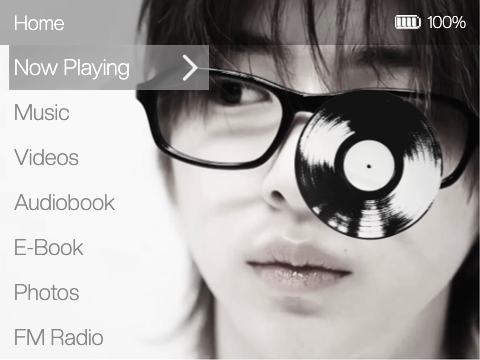 Home
100%
Now Playing
Music
Videos
Audiobook
E-Book
Photos
FM Radio